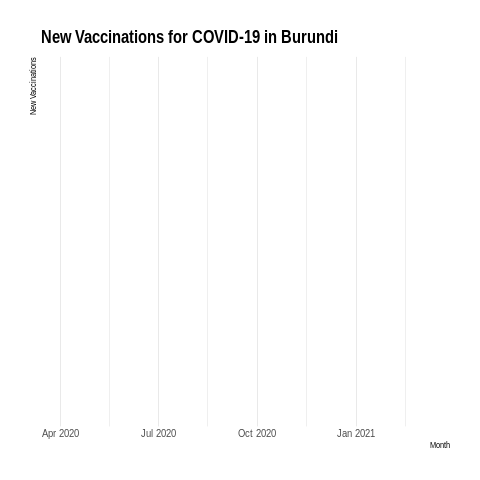 New Vaccinations for COVID-19 in Burundi
New Vaccinations
Apr 2020
Jul 2020
Oct 2020
Jan 2021
Month